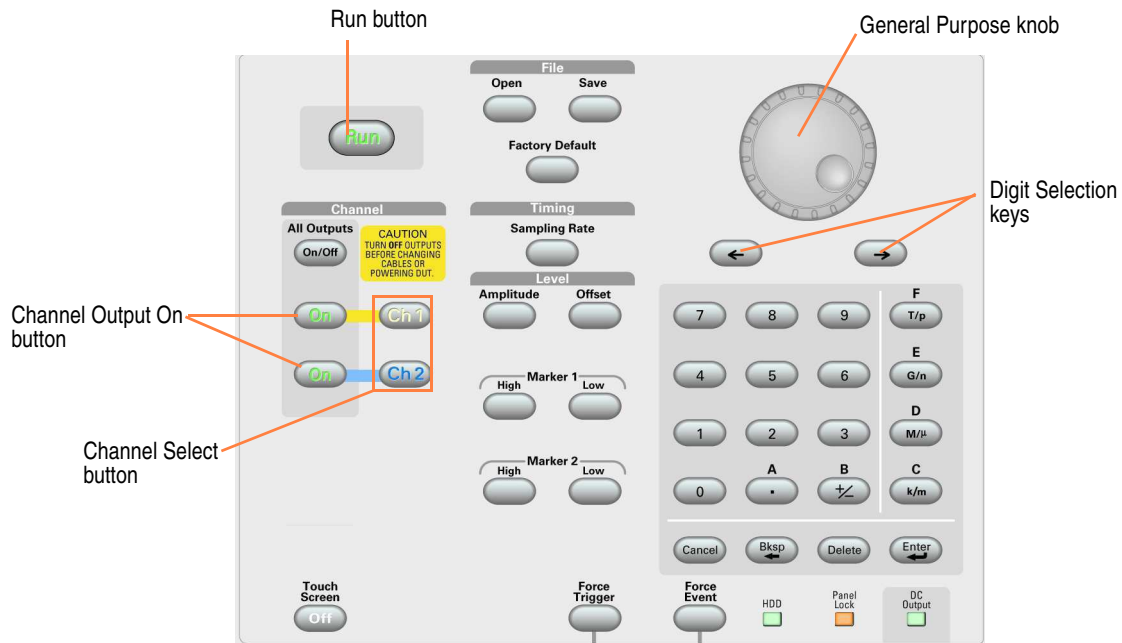 Run button
General Purpose knob
File
Open Save
Run
Factory Default
Digit Selection
keys
Channel
Timing
All Outputs
On/Off
CAUTION
TURN OFF OUTPUTS
BEFORE CHANGING
CABLES OR
POWERING DUT.
Sampling Rate
← →
Level
Amplitude Offset
Channel Output On
button
On Ch 1
On Ch 2
Channel Select
button
Marker 1
High Low
Marker 2
High Low
F
7 8 9 T/p
E
4 5 6 G/n
D
1 2 3 M/µ
A B C
0 . +/− k/m
Cancel Bksp ← Delete Enter ↵
Touch
Screen
Off
Force
Trigger
Force
Event
HDD
Panel
Lock
DC
Output